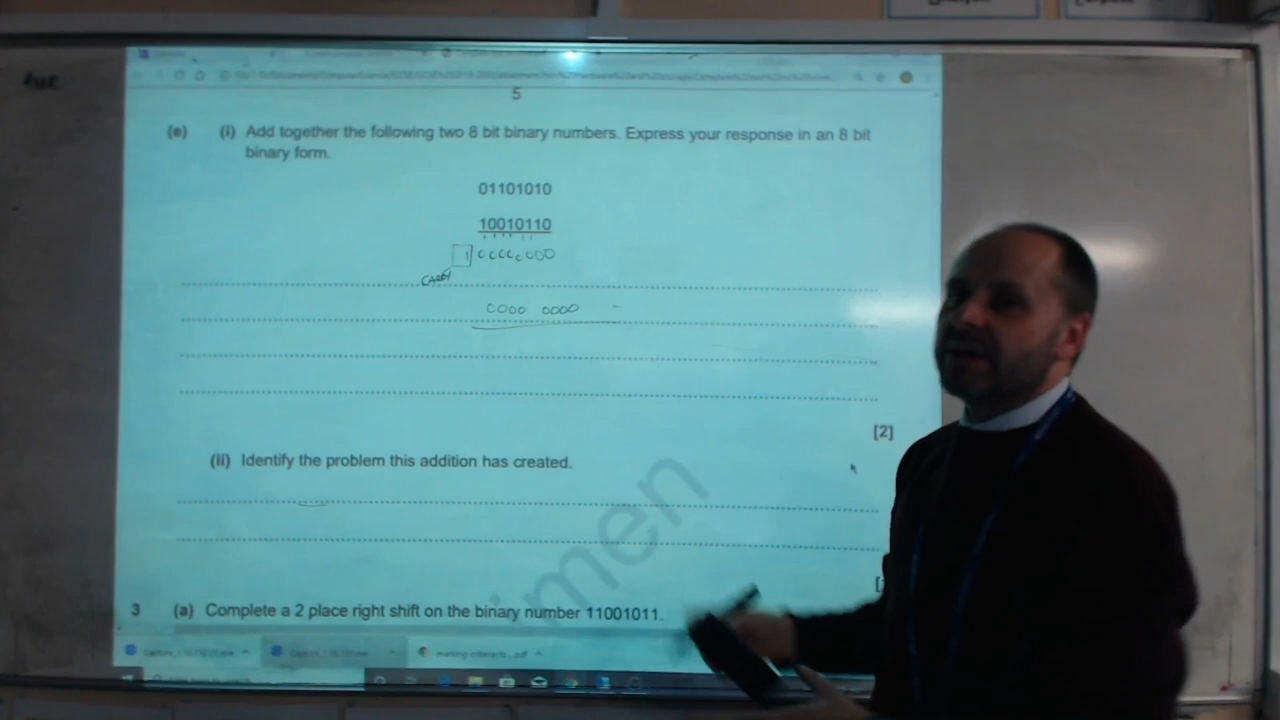 5
(e) (i) Add together the following two 8 bit binary numbers. Express your response in an 8 bit
binary form.
01101010
10010110
1 00000000
CARRY
0000 0000
[2]
(ii) Identify the problem this addition has created.
imen
3 (a) Complete a 2 place right shift on the binary number 11001011.